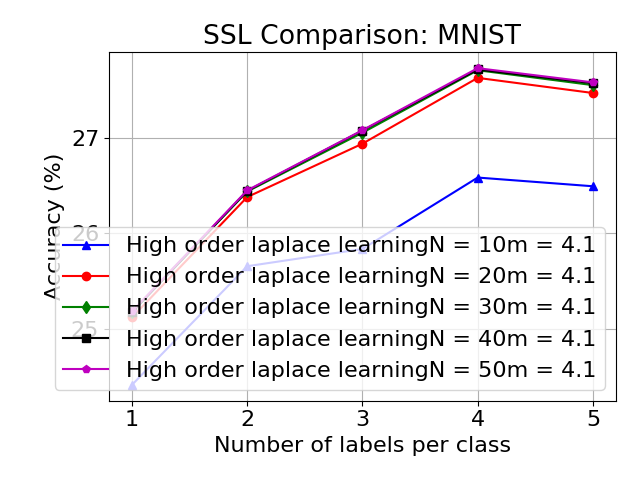 SSL Comparison: MNIST
Accuracy (%)
27
26
25
High order laplace learningN = 10m = 4.1
High order laplace learningN = 20m = 4.1
High order laplace learningN = 30m = 4.1
High order laplace learningN = 40m = 4.1
High order laplace learningN = 50m = 4.1
1 2 3 4 5
Number of labels per class